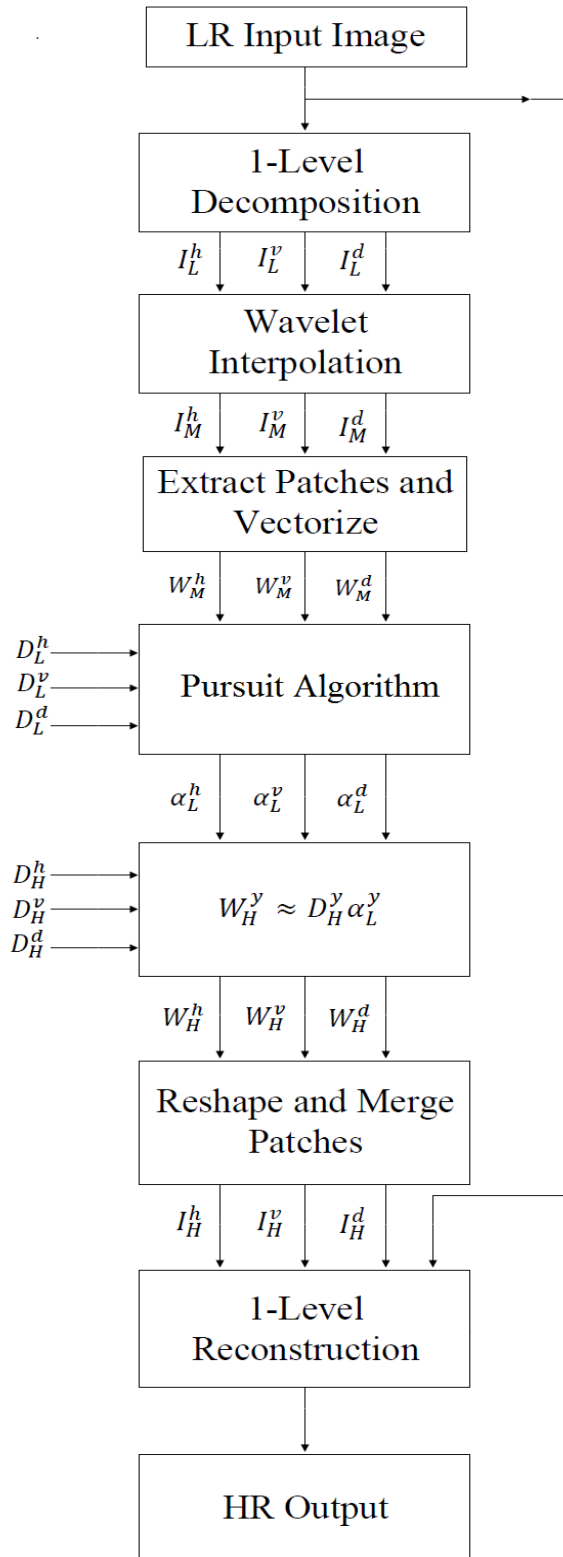 LR Input Image
1-Level
Decomposition
I_L^h I_L^v I_L^d
Wavelet
Interpolation
I_M^h I_M^v I_M^d
Extract Patches and
Vectorize
W_M^h W_M^v W_M^d
D_L^h
D_L^v
D_L^d
Pursuit Algorithm
α_L^h α_L^v α_L^d
D_H^h
D_H^v
D_H^d
W_H^y ≈ D_H^y α_L^y
W_H^h W_H^v W_H^d
Reshape and Merge
Patches
I_H^h I_H^v I_H^d
1-Level
Reconstruction
HR Output